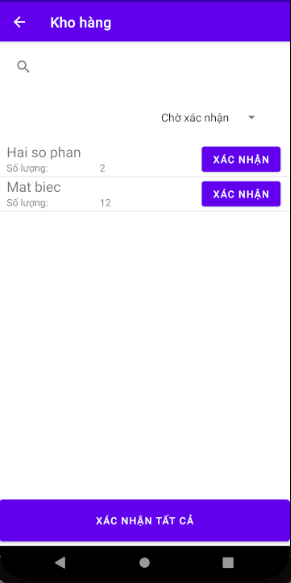 Kho hàng
Chờ xác nhận
Hai so phan
Số lượng: 2
XÁC NHẬN
Mat biec
Số lượng: 12
XÁC NHẬN
XÁC NHẬN TẤT CẢ